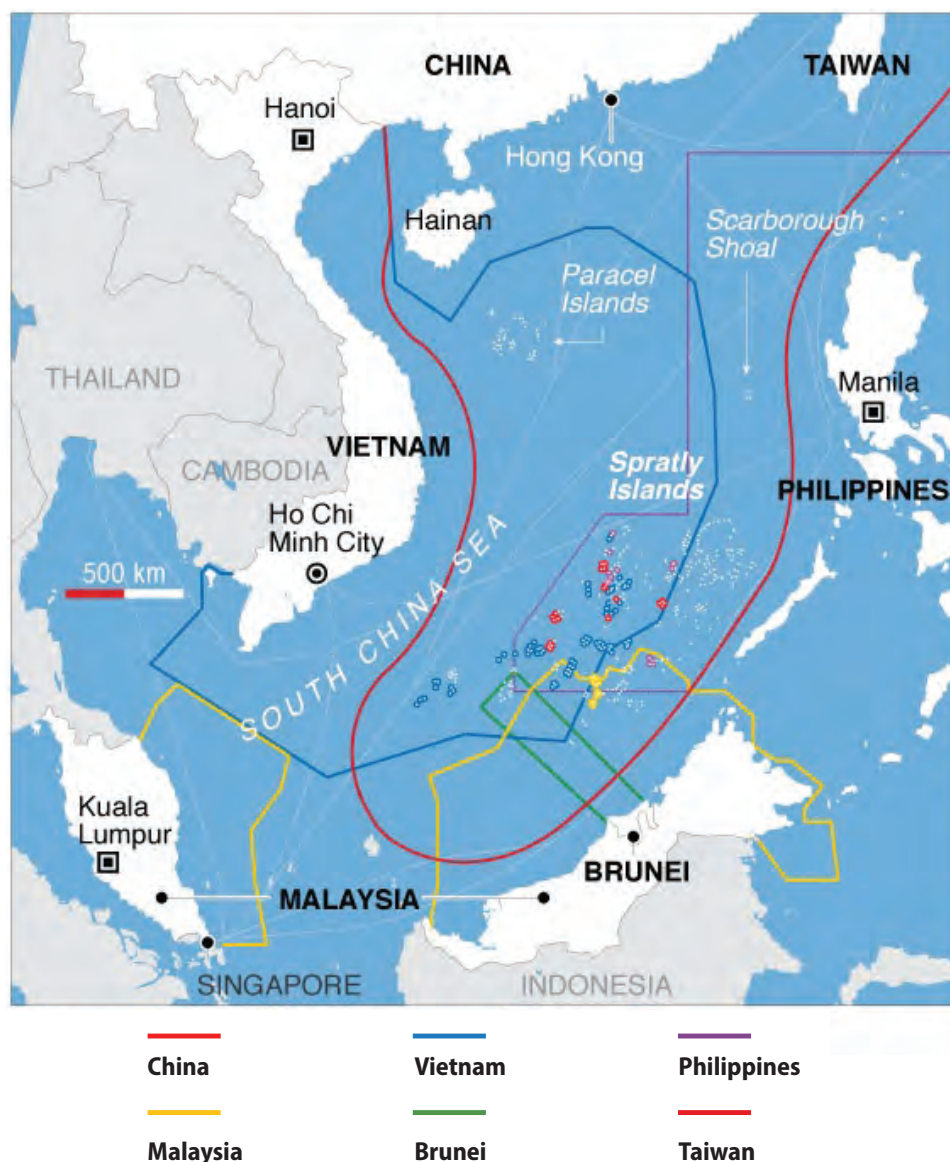 CHINA
TAIWAN
Hanoi
Hong Kong
Hainan
Scarborough
Shoal
Paracel
Islands
THAILAND
Manila
VIETNAM
CAMBODIA
Spratly
Islands
PHILIPPINES
Ho Chi
Minh City
500 km
SOUTH CHINA SEA
Kuala
Lumpur
BRUNEI
MALAYSIA
SINGAPORE
INDONESIA
China
Vietnam
Philippines
Malaysia
Brunei
Taiwan